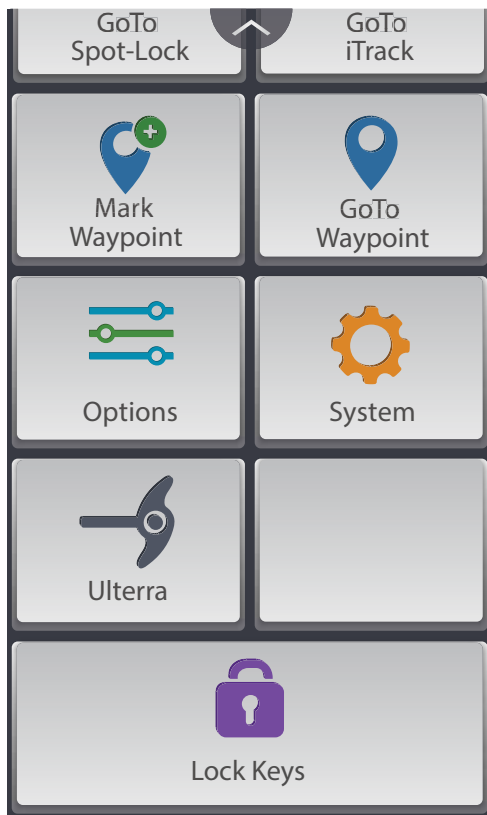 GoTo
Spot-Lock
GoTo
iTrack
Mark
Waypoint
GoTo
Waypoint
Options
System
Ulterra
Lock Keys